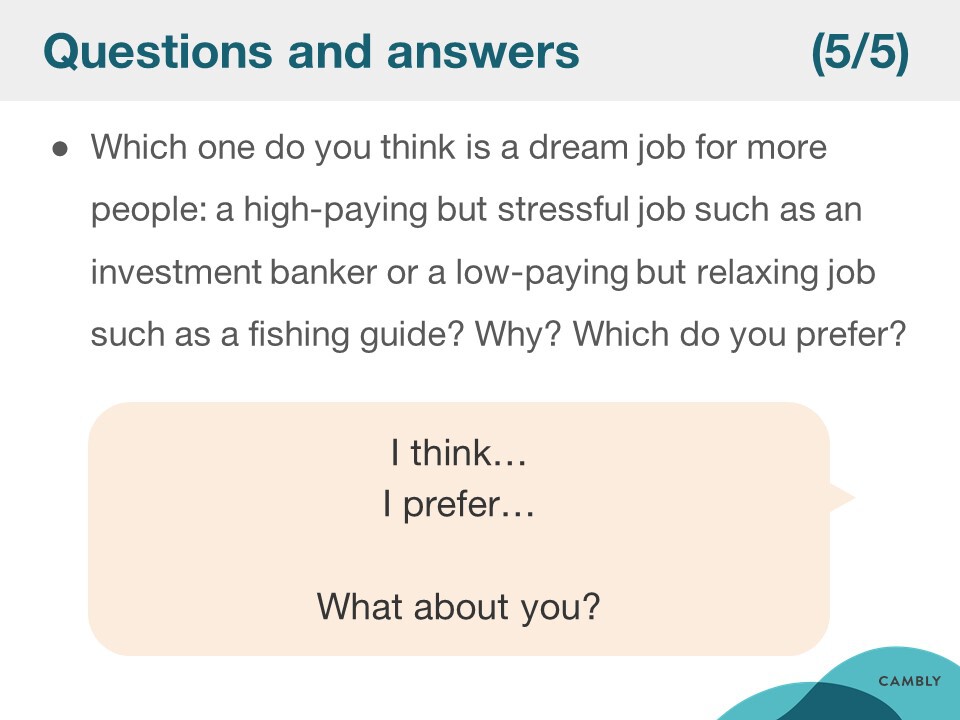 Questions and answers (5/5)
● Which one do you think is a dream job for more
people: a high-paying but stressful job such as an
investment banker or a low-paying but relaxing job
such as a fishing guide? Why? Which do you prefer?
I think…
I prefer…
What about you?
CAMBLY